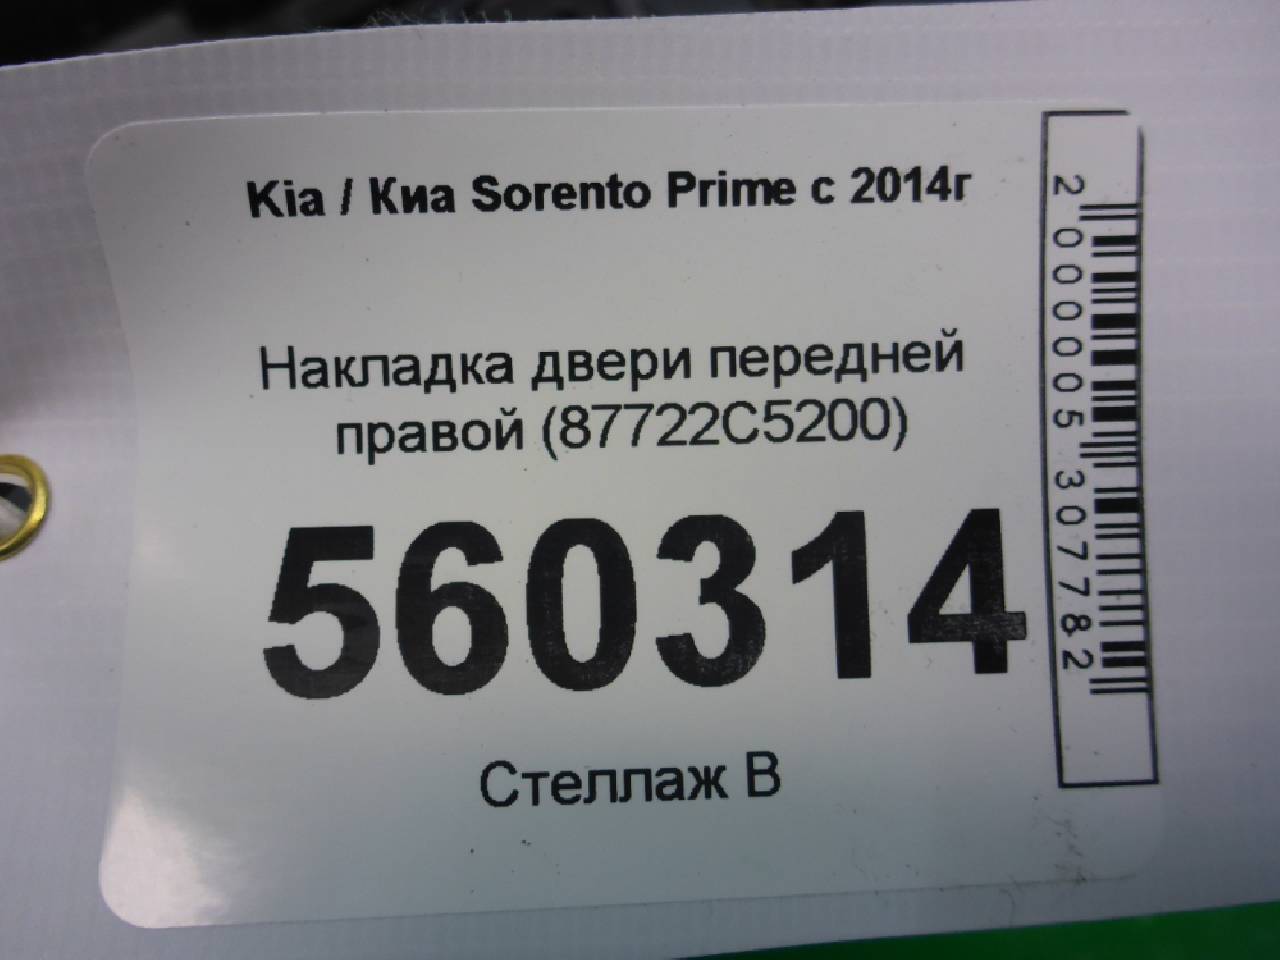 Kia / Киа Sorento Prime с 2014г
Накладка двери передней
правой (87722C5200)
560314
Стеллаж В
2000005307782